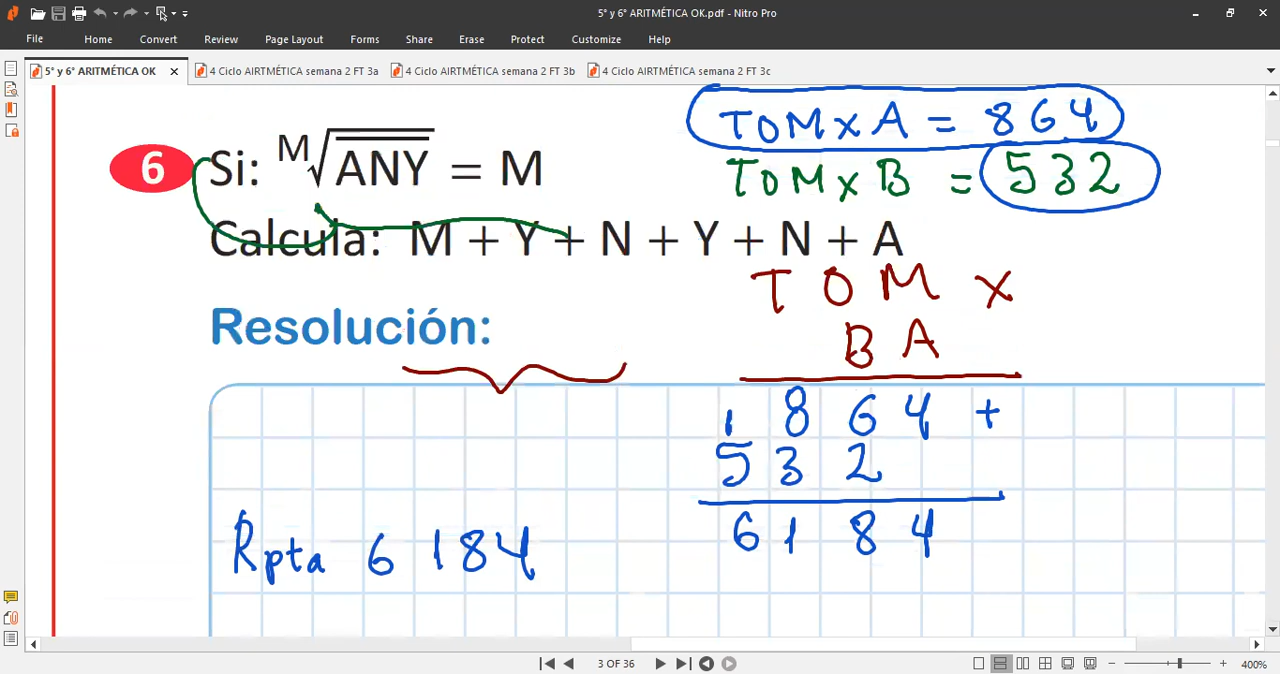 5° y 6° ARITMÉTICA OK.pdf - Nitro Pro
File Home Convert Review Page Layout Forms Share Erase Protect Customize Help
5° y 6° ARITMÉTICA OK 4 Ciclo AIRTMÉTICA semana 2 FT 3a 4 Ciclo AIRTMÉTICA semana 2 FT 3b 4 Ciclo AIRTMÉTICA semana 2 FT 3c
TOM x A = 864
6 Si: M√ANY = M
TOM x B = 532
Calcula: M + Y + N + Y + N + A
T O M x
B A
Resolución:
1 8 6 4 +
5 3 2
6 1 8 4
Rpta 6 184
3 OF 36
400%